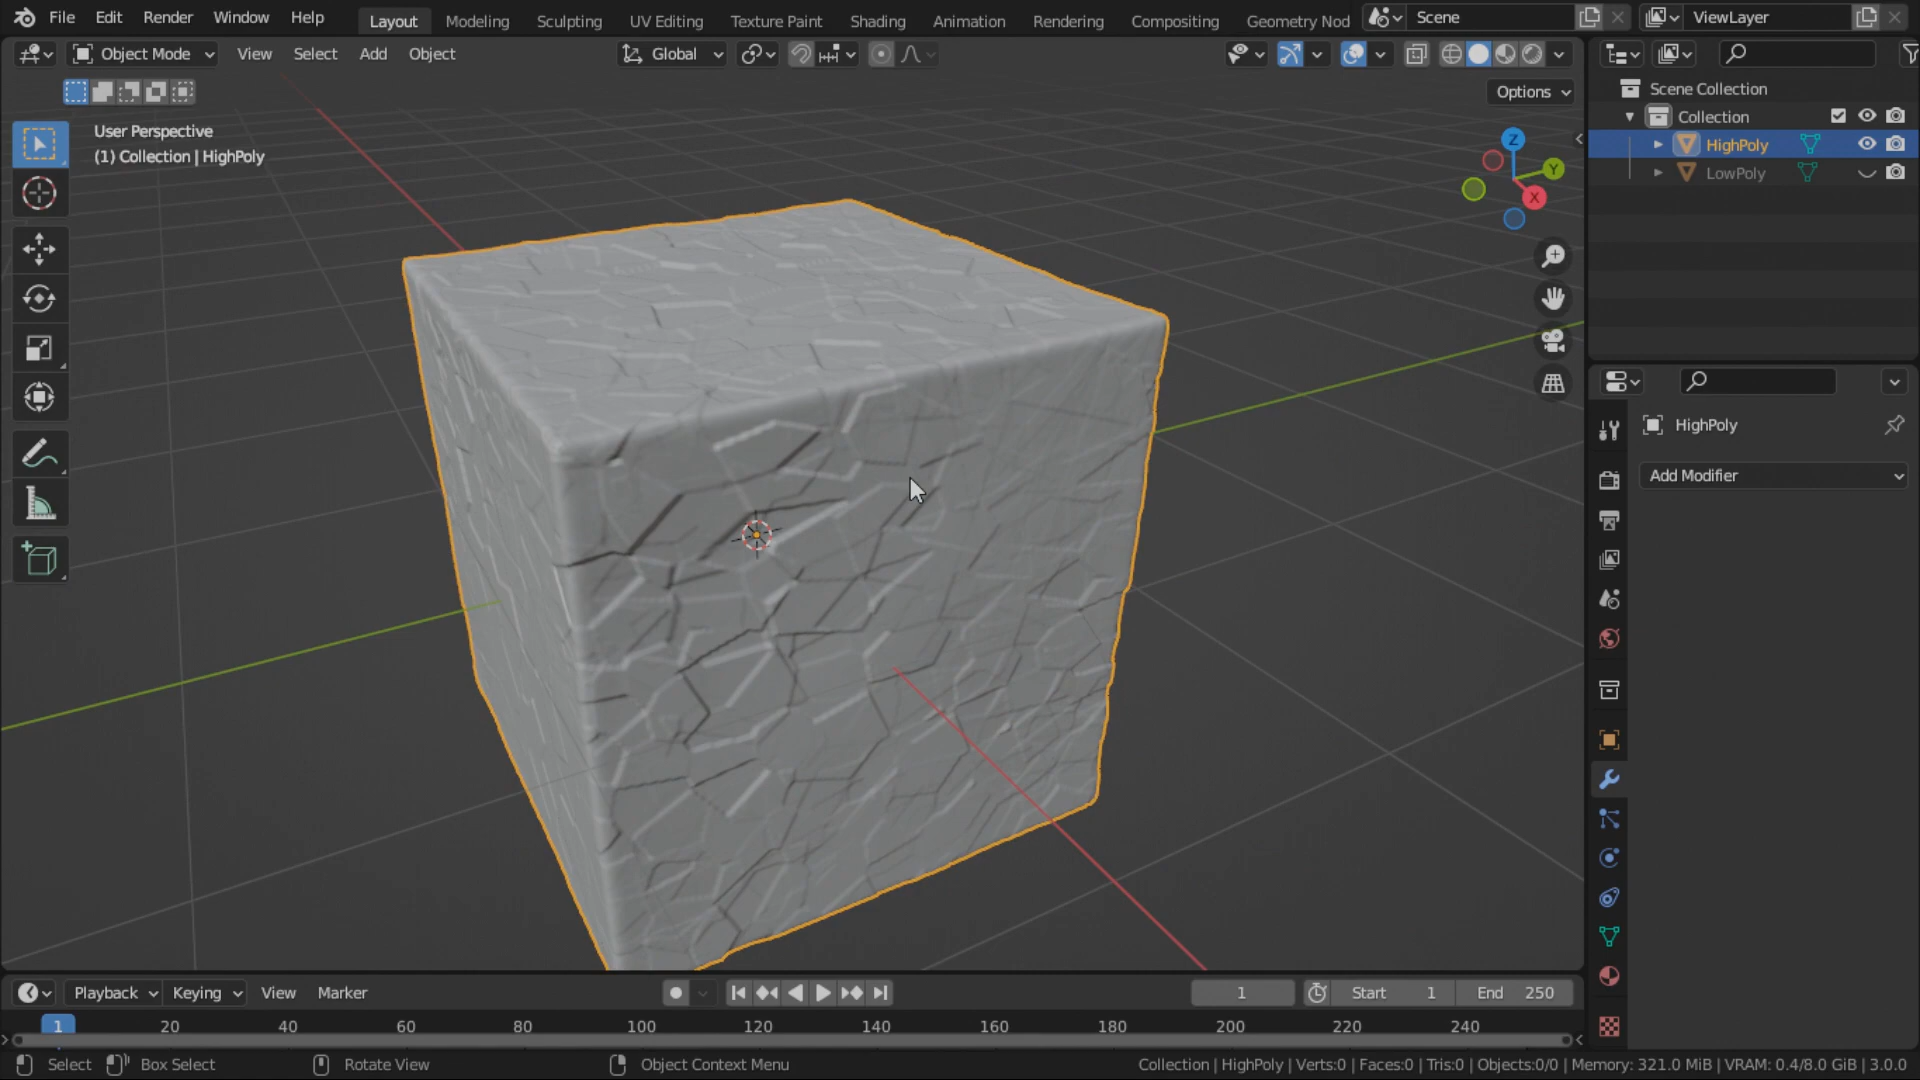 File Edit Render Window Help Layout Modeling Sculpting UV Editing Texture Paint Shading Animation Rendering Compositing Geometry Nod Scene ViewLayer
Object Mode View Select Add Object Global
Options
User Perspective
(1) Collection | HighPoly
Z
Y
X
Scene Collection
Collection
HighPoly
LowPoly
HighPoly
Add Modifier
Playback Keying View Marker 1 Start 1 End 250
1 20 40 60 80 100 120 140 160 180 200 220 240
Select Box Select Rotate View Object Context Menu Collection | HighPoly | Verts:0 | Faces:0 | Tris:0 | Objects:0/0 | Memory: 321.0 MiB | VRAM: 0.4/8.0 GiB | 3.0.0